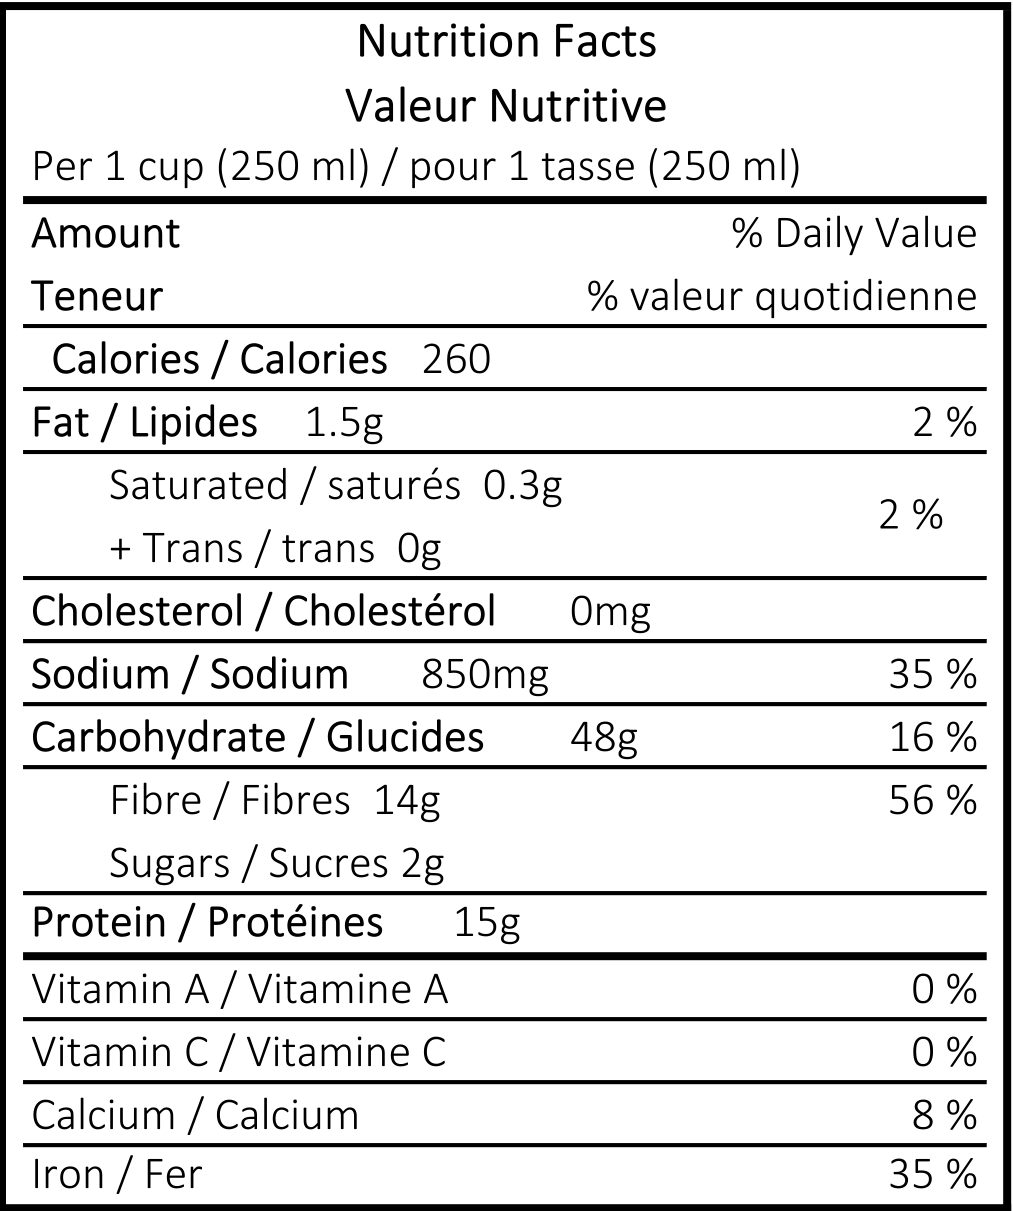 Nutrition Facts
Valeur Nutritive
Per 1 cup (250 ml) / pour 1 tasse (250 ml)
Amount % Daily Value
Teneur % valeur quotidienne
Calories / Calories 260
Fat / Lipides 1.5g 2 %
Saturated / saturés 0.3g
2 %
+ Trans / trans 0g
Cholesterol / Cholestérol 0mg
Sodium / Sodium 850mg 35 %
Carbohydrate / Glucides 48g 16 %
Fibre / Fibres 14g 56 %
Sugars / Sucres 2g
Protein / Protéines 15g
Vitamin A / Vitamine A 0 %
Vitamin C / Vitamine C 0 %
Calcium / Calcium 8 %
Iron / Fer 35 %